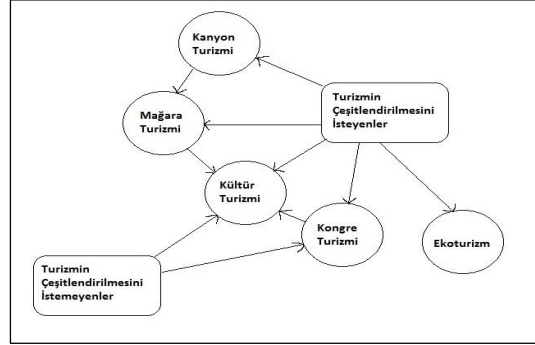 Kanyon
Turizmi
Turizmin
Çeşitlendirilmesini
İsteyenler
Mağara
Turizmi
Kültür
Turizmi
Kongre
Turizmi
Ekoturizm
Turizmin
Çeşitlendirilmesini
İstemeyenler